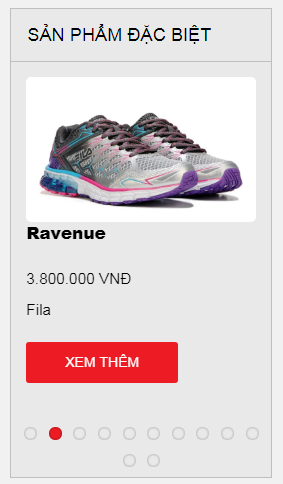 SẢN PHẨM ĐẶC BIỆT
Ravenue
3.800.000 VNĐ
Fila
XEM THÊM